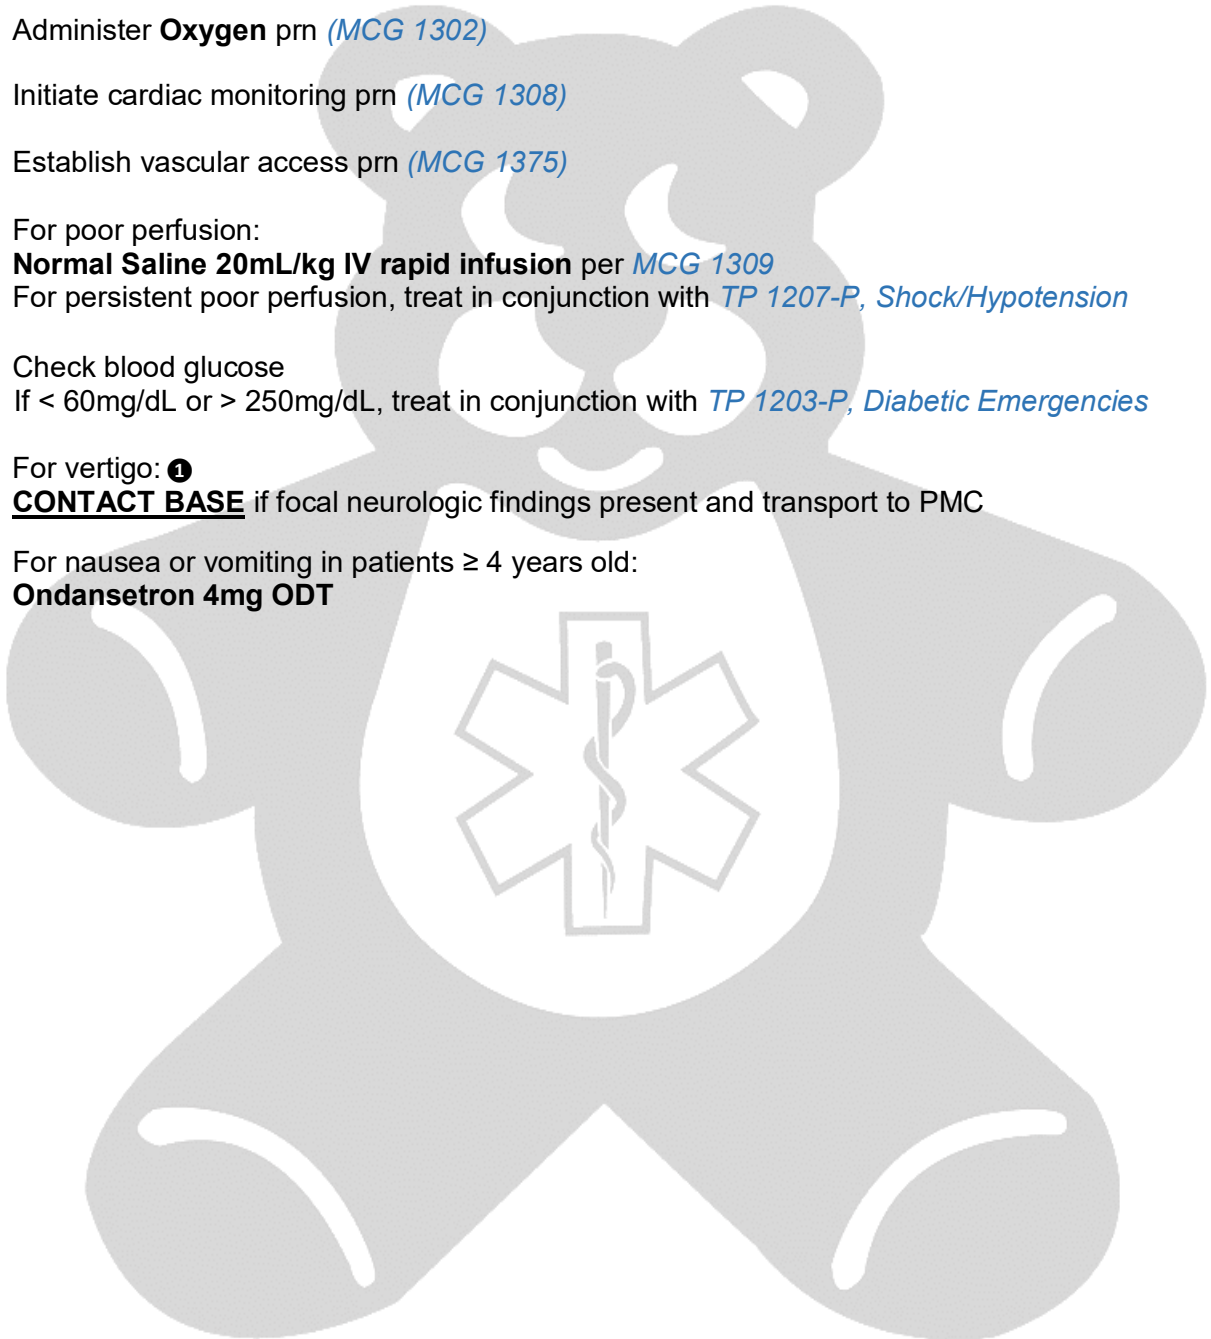 Administer Oxygen prn (MCG 1302)
Initiate cardiac monitoring prn (MCG 1308)
Establish vascular access prn (MCG 1375)
For poor perfusion:
Normal Saline 20mL/kg IV rapid infusion per MCG 1309
For persistent poor perfusion, treat in conjunction with TP 1207-P, Shock/Hypotension
Check blood glucose
If < 60mg/dL or > 250mg/dL, treat in conjunction with TP 1203-P, Diabetic Emergencies
For vertigo: ❶
CONTACT BASE if focal neurologic findings present and transport to PMC
For nausea or vomiting in patients ≥ 4 years old:
Ondansetron 4mg ODT